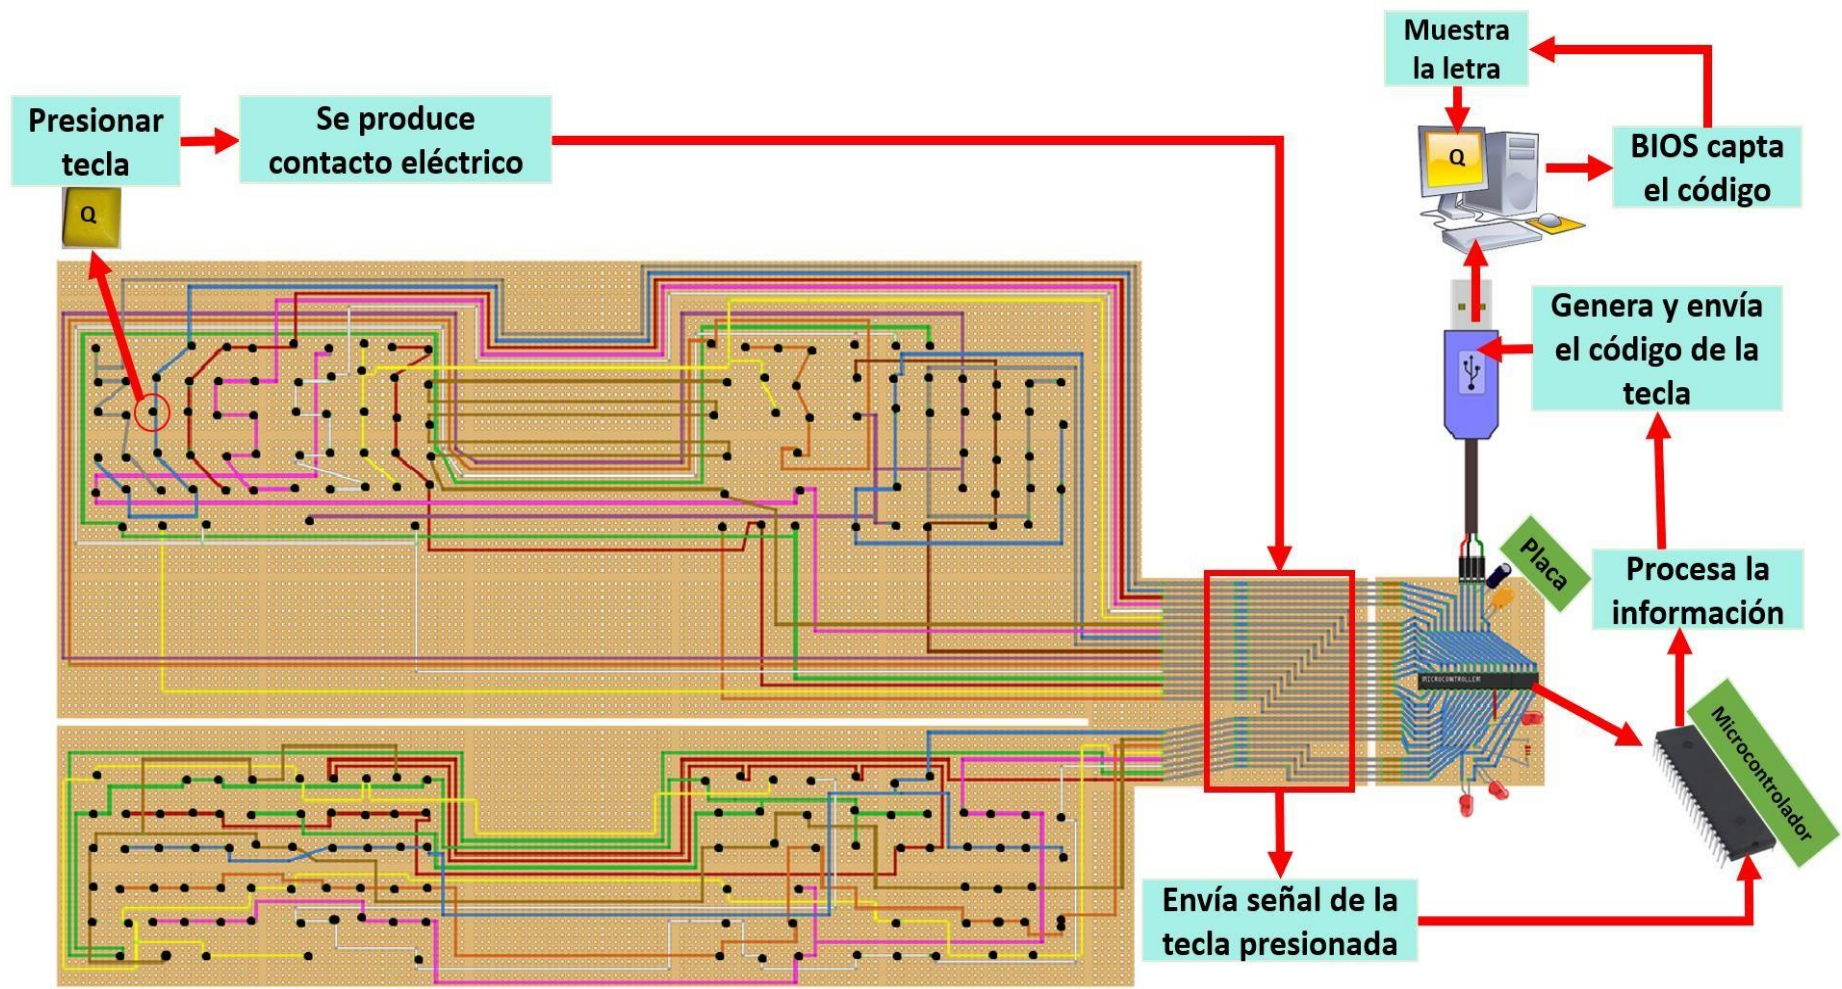 Presionar
tecla
Q
Se produce
contacto eléctrico
Muestra
la letra
Q
BIOS capta
el código
Genera y envía
el código de la
tecla
Placa
Procesa la
información
MICROCONTROLLER
Microcontrolador
Envía señal de la
tecla presionada